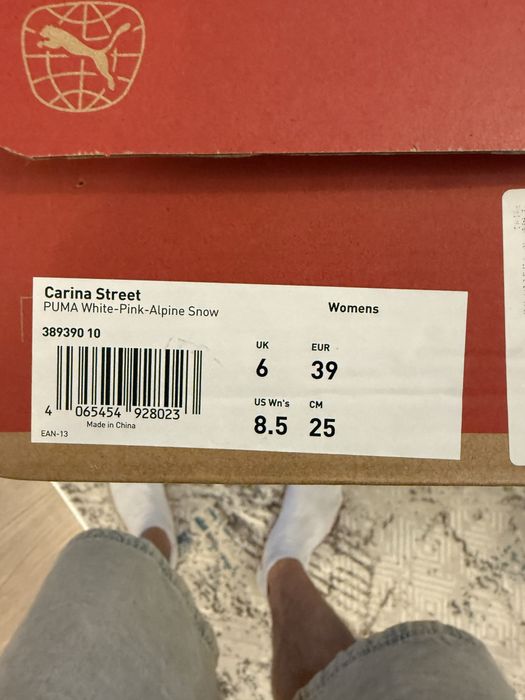 Carina Street
PUMA White-Pink-Alpine Snow
Womens
389390 10
UK EUR
6 39
US Wn's CM
8.5 25
4 065454 928023
Made in China
EAN-13